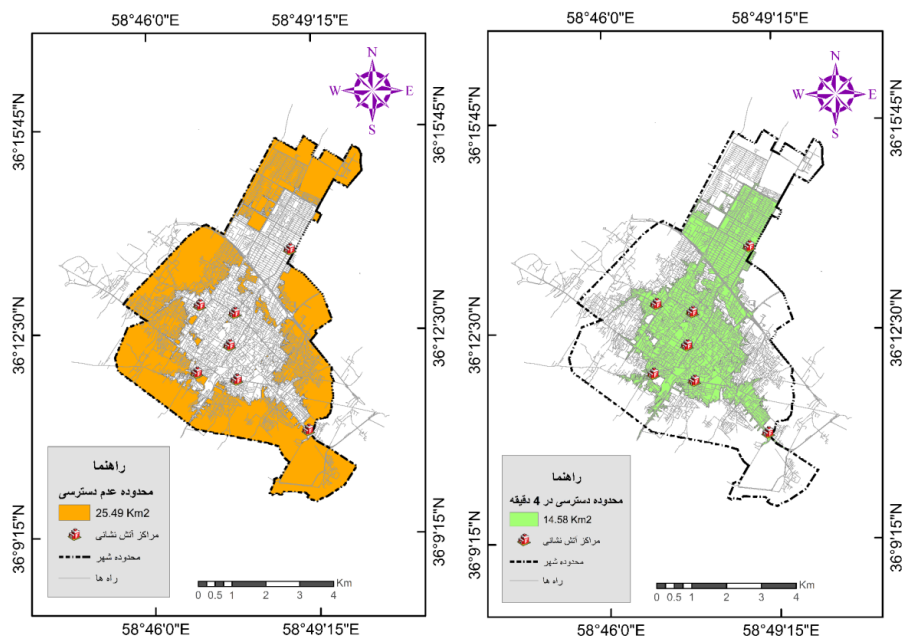 58°46'0"E 58°49'15"E
N
W E
S
36°15'45"N 36°15'45"N
36°12'30"N 36°12'30"N
36°9'15"N 36°9'15"N
راهنما
محدوده عدم دسترسی
25.49 Km2
مراکز آتش نشانی
محدوده شهر
راه ها
Km
0 0.5 1 2 3 4
58°46'0"E 58°49'15"E
58°46'0"E 58°49'15"E
N
W E
S
36°15'45"N 36°15'45"N
36°12'30"N 36°12'30"N
36°9'15"N 36°9'15"N
راهنما
محدوده دسترسی در 4 دقیقه
14.58 Km2
مراکز آتش نشانی
محدوده شهر
راه ها
Km
0 0.5 1 2 3 4
58°46'0"E 58°49'15"E